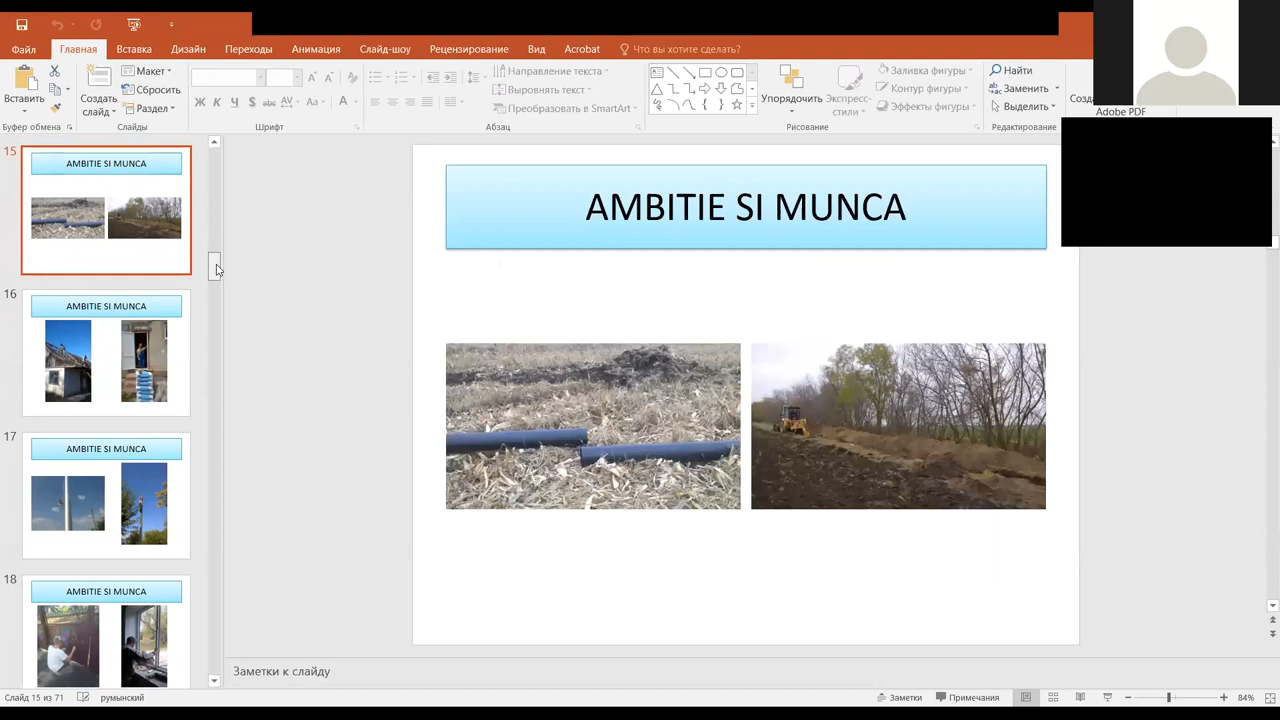 Файл Главная Вставка Дизайн Переходы Анимация Слайд-шоу Рецензирование Вид Acrobat Что вы хотите сделать?
Вставить
Буфер обмена
Создать слайд
Макет
Сбросить
Раздел
Слайды
Ж К Ч S abc AV Aa A
Шрифт
Направление текста
Выровнять текст
Преобразовать в SmartArt
Абзац
Упорядочить
Экспресс-
стили
Заливка фигуры
Контур фигуры
Эффекты фигуры
Рисование
Найти
Заменить
Выделить
Редактирование
Adobe PDF
15
AMBITIE SI MUNCA
16
AMBITIE SI MUNCA
17
AMBITIE SI MUNCA
18
AMBITIE SI MUNCA
AMBITIE SI MUNCA
Заметки к слайду
Слайд 15 из 71 румынский Заметки Примечания 84%